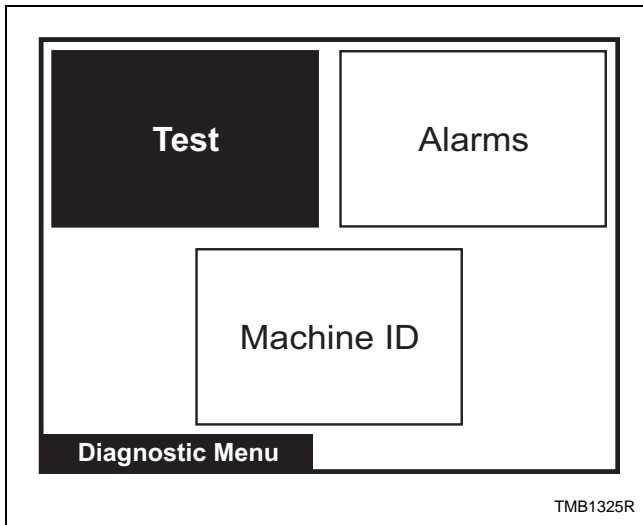 Test
Alarms
Machine ID
Diagnostic Menu
TMB1325R